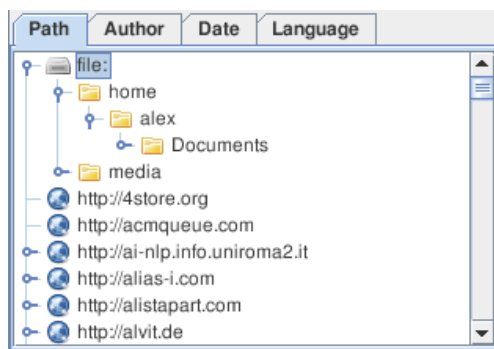 Path Author Date Language
file:
home
alex
Documents
media
http://4store.org
http://acmqueue.com
http://ai-nlp.info.uniroma2.it
http://alias-i.com
http://alistapart.com
http://alvit.de